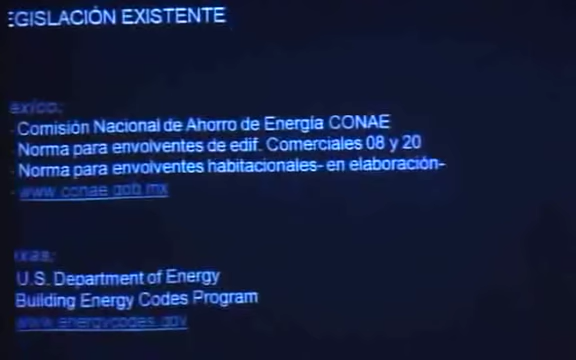 EGISLACIÓN EXISTENTE
exico:
- Comisión Nacional de Ahorro de Energía CONAE
Norma para envolventes de edif. Comerciales 08 y 20
- Norma para envolventes habitacionales- en elaboración-
- www.conae.gob.mx
xas:
U.S. Department of Energy
Building Energy Codes Program
www.energycodes.gov